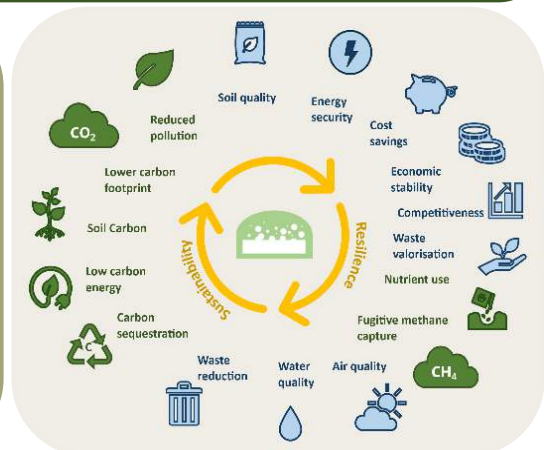 Soil quality
Energy
security
Cost
savings
Economic
stability
Competitiveness
Waste
valorisation
Nutrient use
Fugitive methane
capture
CH4
Air quality
Water
quality
Waste
reduction
Carbon
sequestration
C
Low carbon
energy
Soil Carbon
Lower carbon
footprint
CO2
Reduced
pollution
Resilience
Sustainability